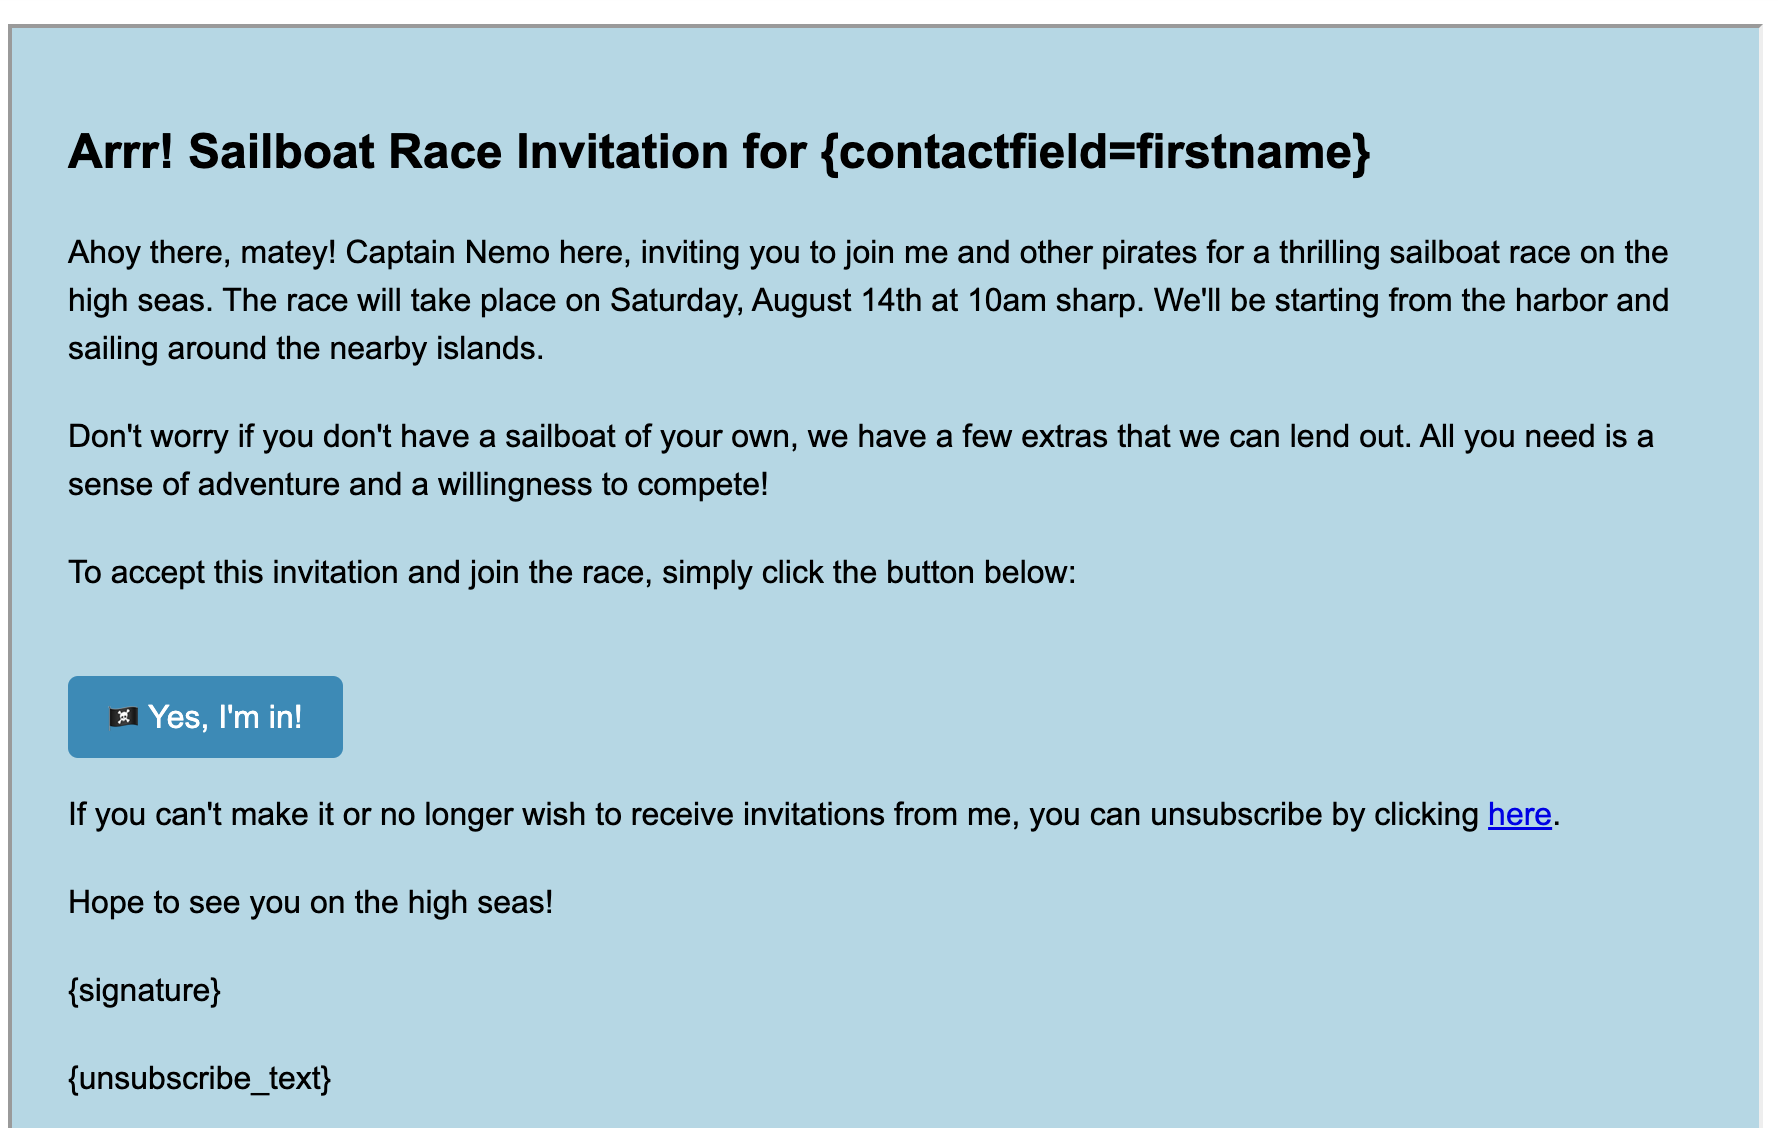 Arrr! Sailboat Race Invitation for {contactfield=firstname}
Ahoy there, matey! Captain Nemo here, inviting you to join me and other pirates for a thrilling sailboat race on the
high seas. The race will take place on Saturday, August 14th at 10am sharp. We'll be starting from the harbor and
sailing around the nearby islands.
Don't worry if you don't have a sailboat of your own, we have a few extras that we can lend out. All you need is a
sense of adventure and a willingness to compete!
To accept this invitation and join the race, simply click the button below:
🏴‍☠️ Yes, I'm in!
If you can't make it or no longer wish to receive invitations from me, you can unsubscribe by clicking here.
Hope to see you on the high seas!
{signature}
{unsubscribe_text}